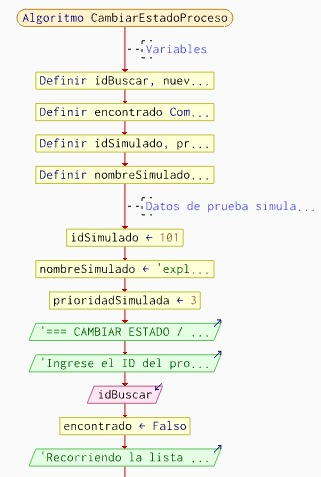 Algoritmo CambiarEstadoProceso
Variables
Definir idBuscar, nuev...
Definir encontrado Com...
Definir idSimulado, pr...
Definir nombreSimulado...
Datos de prueba simula...
idSimulado ← 101
nombreSimulado ← 'expl...
prioridadSimulada ← 3
'=== CAMBIAR ESTADO / ...
'Ingrese el ID del pro...
idBuscar
encontrado ← Falso
'Recorriendo la lista ...